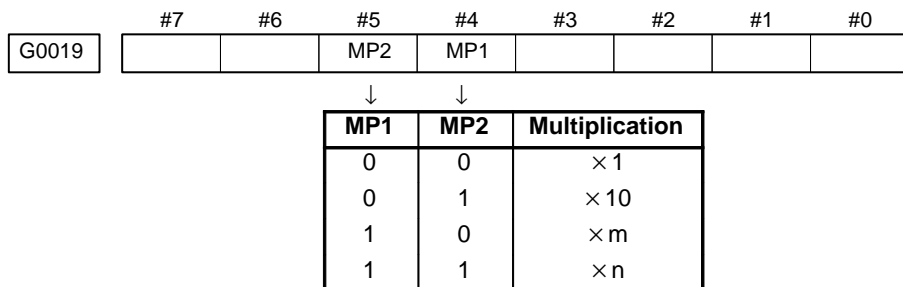 #7 #6 #5 #4 #3 #2 #1 #0
G0019 MP2 MP1
↓ ↓
MP1 MP2 Multiplication
0 0 ×1
0 1 ×10
1 0 ×m
1 1 ×n